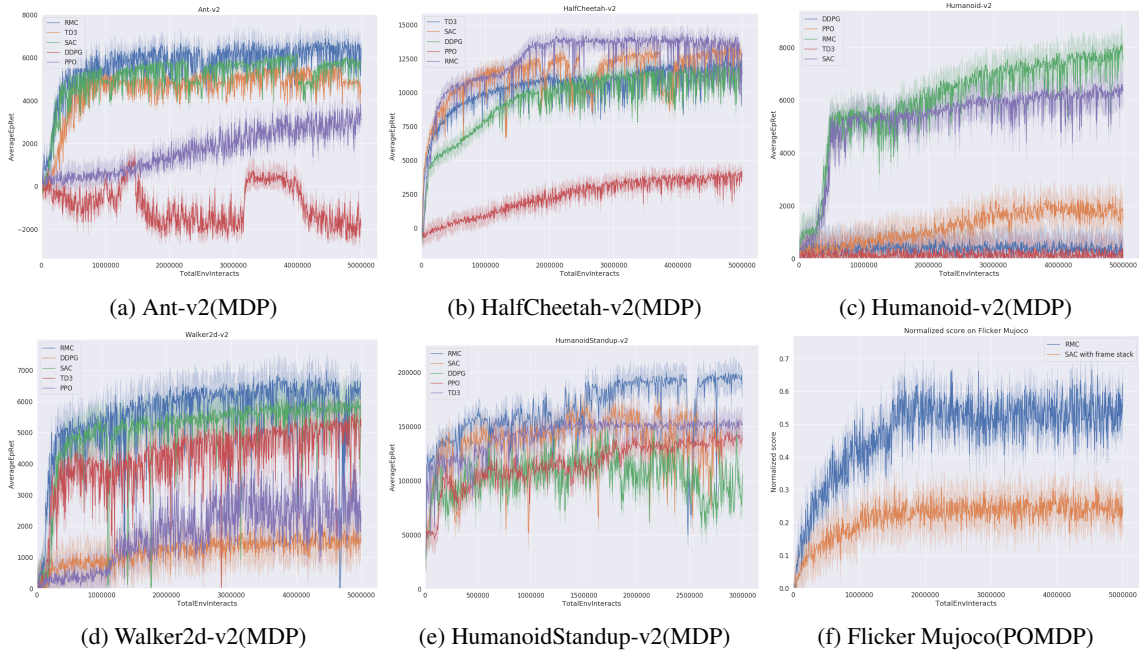 Ant-v2
RMC
TD3
SAC
DDPG
PPO
8000
6000
4000
2000
0
−2000
AverageEpRet
0 1000000 2000000 3000000 4000000 5000000
TotalEnvInteracts
(a) Ant-v2(MDP)
HalfCheetah-v2
TD3
SAC
DDPG
PPO
RMC
15000
12500
10000
7500
5000
2500
0
AverageEpRet
0 1000000 2000000 3000000 4000000 5000000
TotalEnvInteracts
(b) HalfCheetah-v2(MDP)
Humanoid-v2
DDPG
PPO
RMC
TD3
SAC
8000
6000
4000
2000
0
AverageEpRet
0 1000000 2000000 3000000 4000000 5000000
TotalEnvInteracts
(c) Humanoid-v2(MDP)
Walker2d-v2
RMC
DDPG
SAC
TD3
PPO
7000
6000
5000
4000
3000
2000
1000
0
AverageEpRet
0 1000000 2000000 3000000 4000000 5000000
TotalEnvInteracts
(d) Walker2d-v2(MDP)
HumanoidStandup-v2
RMC
SAC
DDPG
PPO
TD3
200000
150000
100000
50000
0
AverageEpRet
0 500000 1000000 1500000 2000000 2500000 3000000
TotalEnvInteracts
(e) HumanoidStandup-v2(MDP)
Normalized score on Flicker Mujoco
RMC
SAC with frame stack
0.7
0.6
0.5
0.4
0.3
0.2
0.1
0.0
Normalized score
0 1000000 2000000 3000000 4000000 5000000
TotalEnvInteracts
(f) Flicker Mujoco(POMDP)